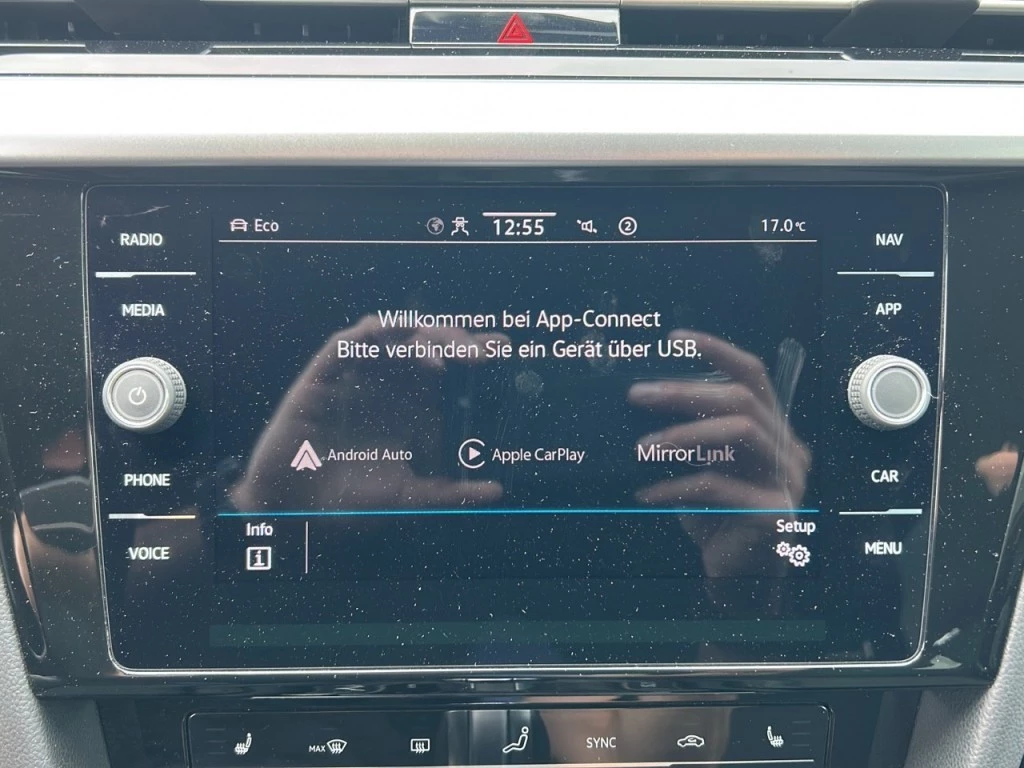 Eco
12:55
2
17.0°C
RADIO
MEDIA
PHONE
VOICE
NAV
APP
CAR
MENU
Willkommen bei App-Connect
Bitte verbinden Sie ein Gerät über USB.
Android Auto
Apple CarPlay
MirrorLink
Info
i
Setup
MAX
SYNC